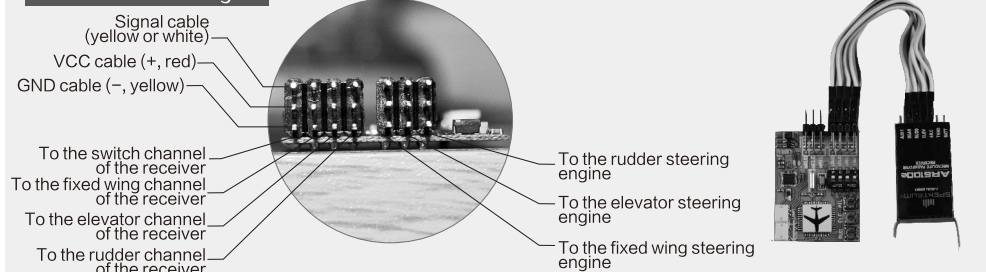 Signal cable
(yellow or white)
VCC cable (+, red)
GND cable (−, yellow)
To the switch channel
of the receiver
To the fixed wing channel
of the receiver
To the elevator channel
of the receiver
To the rudder channel
of the receiver
To the rudder steering
engine
To the elevator steering
engine
To the fixed wing steering
engine
AR6100e
SPEKTRUM